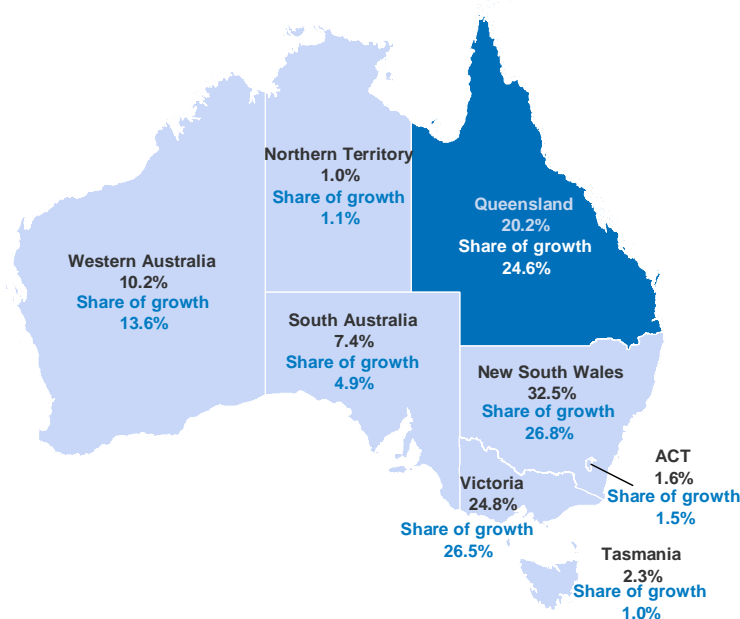 Northern Territory
1.0%
Share of growth
1.1%
Queensland
20.2%
Share of growth
24.6%
Western Australia
10.2%
Share of growth
13.6%
South Australia
7.4%
Share of growth
4.9%
New South Wales
32.5%
Share of growth
26.8%
ACT
1.6%
Share of growth
1.5%
Victoria
24.8%
Share of growth
26.5%
Tasmania
2.3%
Share of growth
1.0%